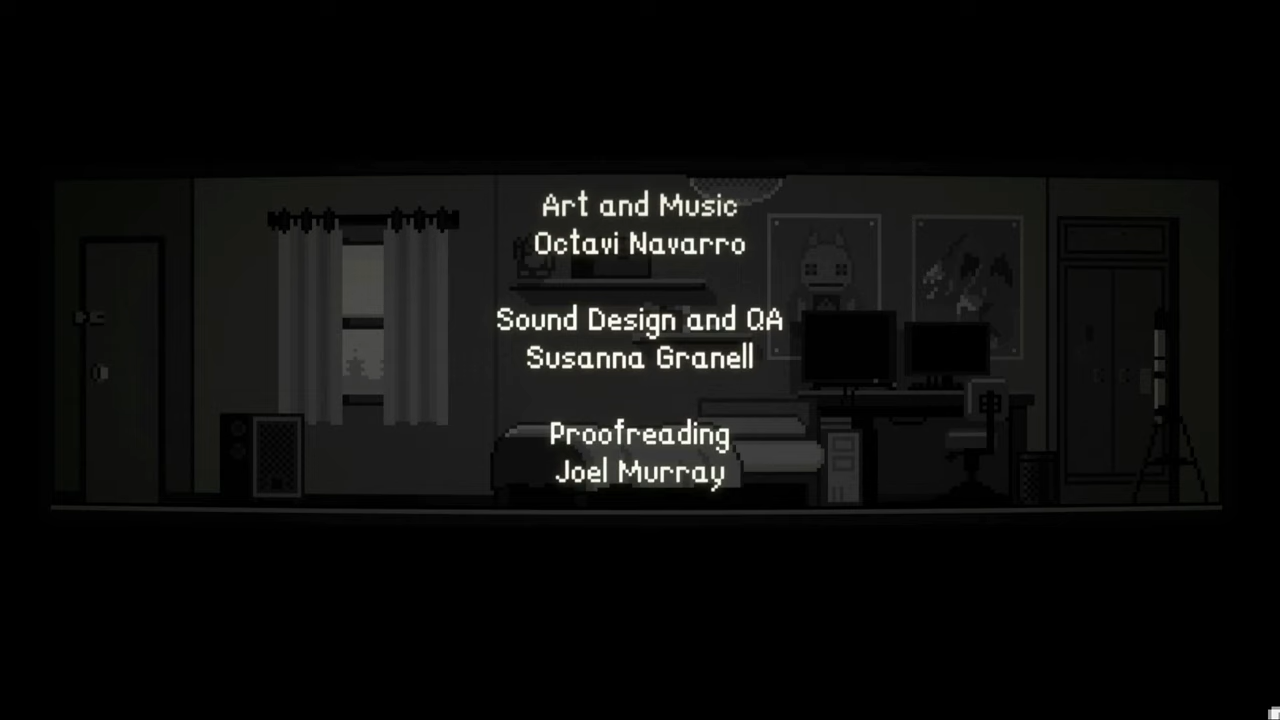 Art and Music
Octavi Navarro
Sound Design and QA
Susanna Granell
Proofreading
Joel Murray